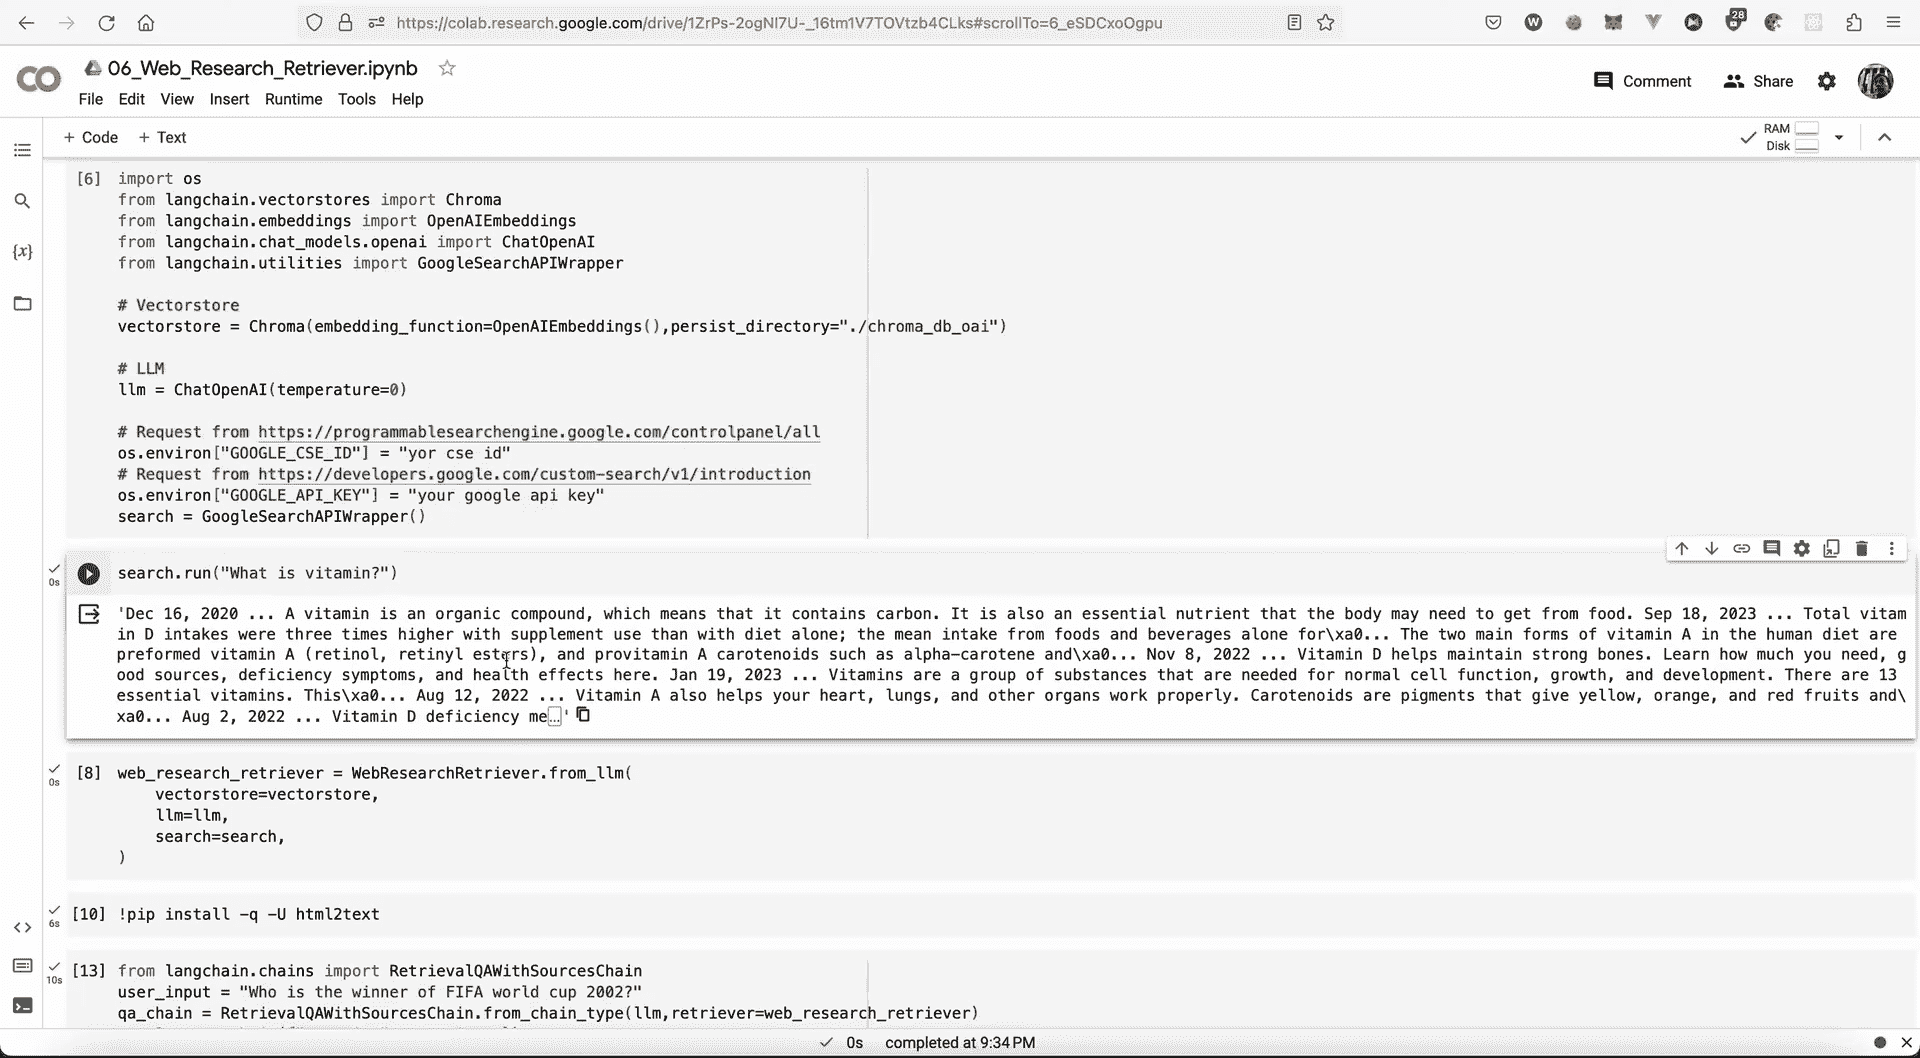 https://colab.research.google.com/drive/1ZrPs-2ogNl7U-_16tm1V7TOVtzb4CLks#scrollTo=6_eSDCxoOgpu
W
28
CO
06_Web_Research_Retriever.ipynb
Comment
Share
File Edit View Insert Runtime Tools Help
+ Code + Text
RAM
Disk
{x}
[6] import os
from langchain.vectorstores import Chroma
from langchain.embeddings import OpenAIEmbeddings
from langchain.chat_models.openai import ChatOpenAI
from langchain.utilities import GoogleSearchAPIWrapper
# Vectorstore
vectorstore = Chroma(embedding_function=OpenAIEmbeddings(),persist_directory="./chroma_db_oai")
# LLM
llm = ChatOpenAI(temperature=0)
# Request from https://programmablesearchengine.google.com/controlpanel/all
os.environ["GOOGLE_CSE_ID"] = "yor cse id"
# Request from https://developers.google.com/custom-search/v1/introduction
os.environ["GOOGLE_API_KEY"] = "your google api key"
search = GoogleSearchAPIWrapper()
0s
search.run("What is vitamin?")
'Dec 16, 2020 ... A vitamin is an organic compound, which means that it contains carbon. It is also an essential nutrient that the body may need to get from food. Sep 18, 2023 ... Total vitam
in D intakes were three times higher with supplement use than with diet alone; the mean intake from foods and beverages alone for\xa0... The two main forms of vitamin A in the human diet are
preformed vitamin A (retinol, retinyl esters), and provitamin A carotenoids such as alpha-carotene and\xa0... Nov 8, 2022 ... Vitamin D helps maintain strong bones. Learn how much you need, g
ood sources, deficiency symptoms, and health effects here. Jan 19, 2023 ... Vitamins are a group of substances that are needed for normal cell function, growth, and development. There are 13
essential vitamins. This\xa0... Aug 12, 2022 ... Vitamin A also helps your heart, lungs, and other organs work properly. Carotenoids are pigments that give yellow, orange, and red fruits and\
xa0... Aug 2, 2022 ... Vitamin D deficiency me…'
0s
[8] web_research_retriever = WebResearchRetriever.from_llm(
vectorstore=vectorstore,
llm=llm,
search=search,
)
6s
[10] !pip install -q -U html2text
10s
[13] from langchain.chains import RetrievalQAWithSourcesChain
user_input = "Who is the winner of FIFA world cup 2002?"
qa_chain = RetrievalQAWithSourcesChain.from_chain_type(llm,retriever=web_research_retriever)
0s completed at 9:34 PM